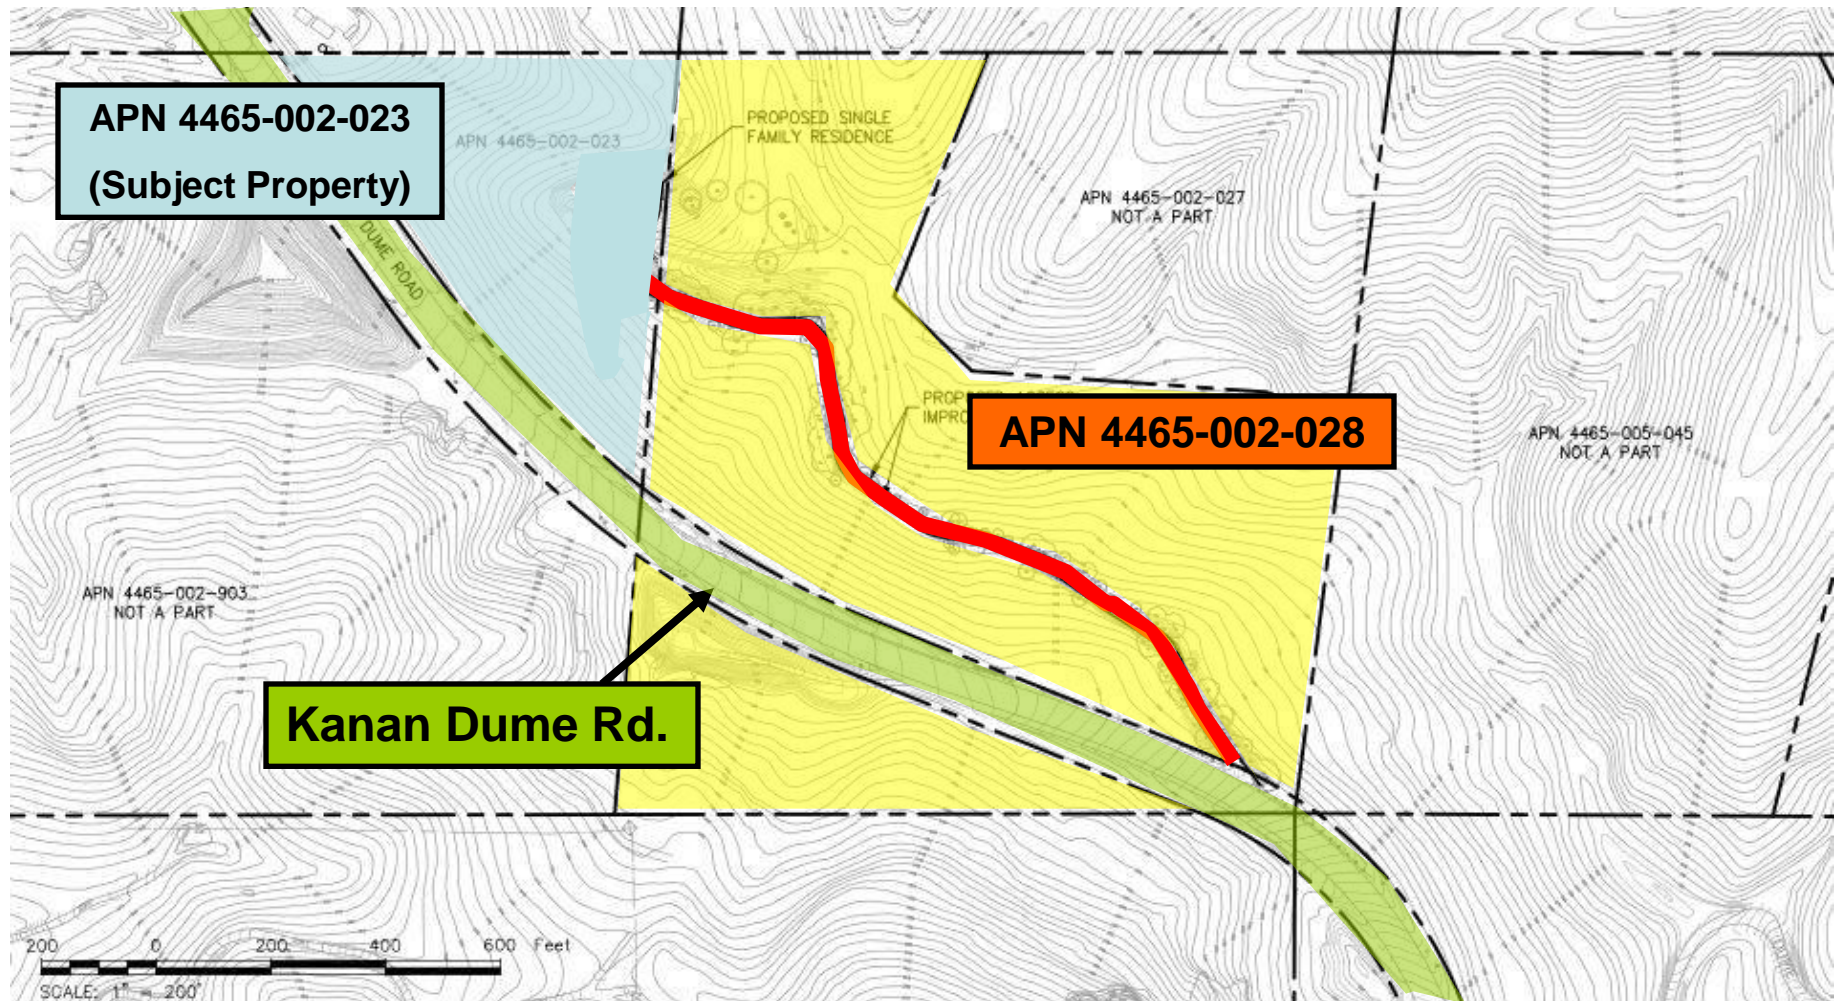 APN 4465-002-023
(Subject Property)
APN 4465-002-023
PROPOSED SINGLE
FAMILY RESIDENCE
APN 4465-002-027
NOT A PART
DUME ROAD
APN 4465-002-028
APN 4465-005-045
NOT A PART
APN 4465-002-903
NOT A PART
Kanan Dume Rd.
200 0 200 400 600 Feet
SCALE: 1" = 200'